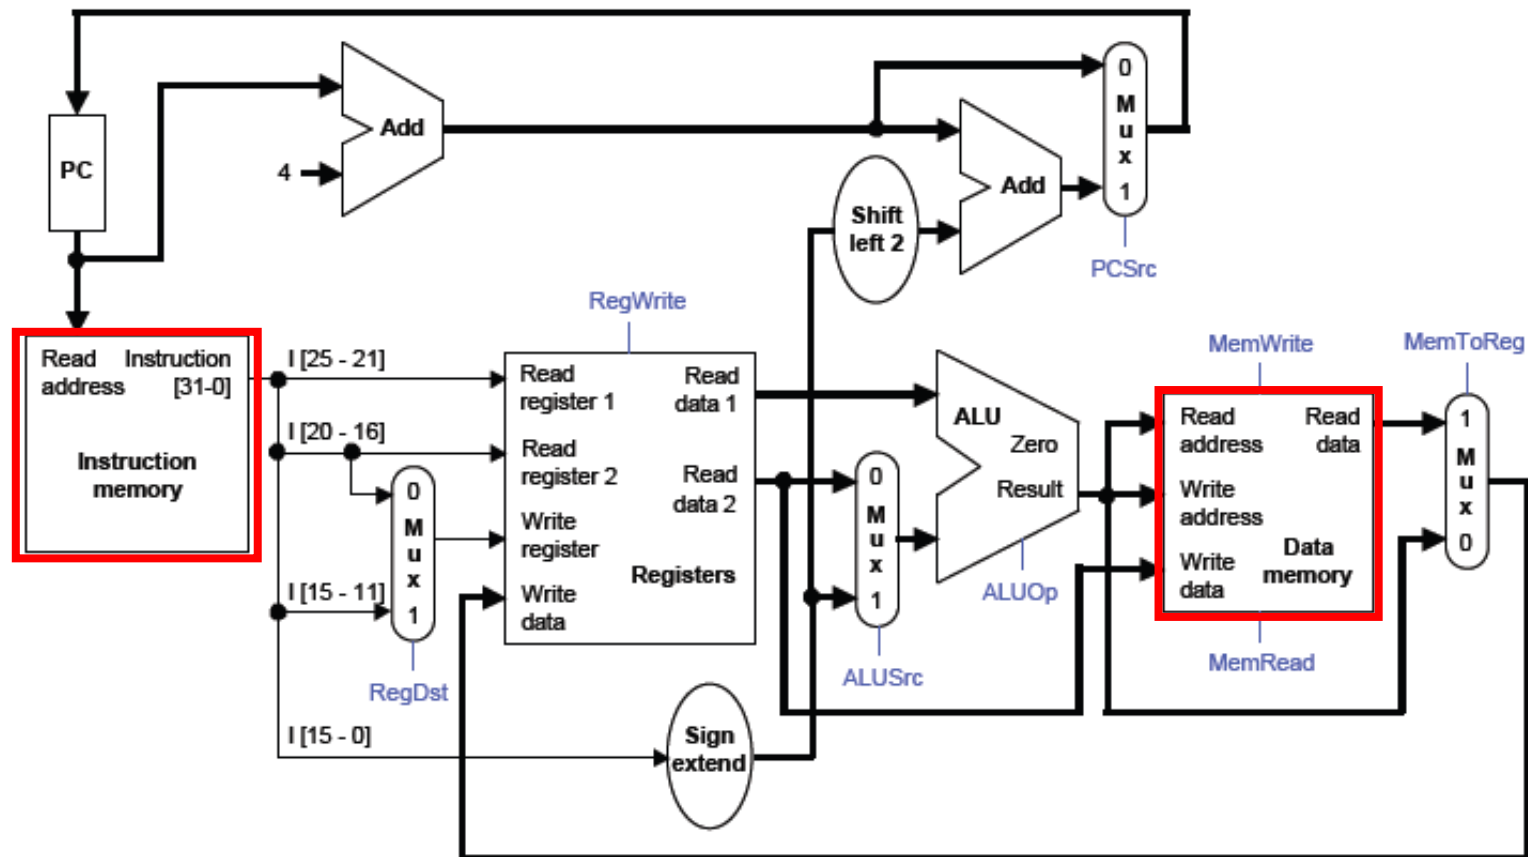 PC
4
Add
Shift
left 2
Add
0
M
u
x
1
PCSrc
Read
address
Instruction
[31-0]
Instruction
memory
I [25 - 21]
I [20 - 16]
I [15 - 11]
I [15 - 0]
0
M
u
x
1
RegDst
RegWrite
Read
register 1
Read
register 2
Write
register
Write
data
Read
data 1
Read
data 2
Registers
Sign
extend
0
M
u
x
1
ALUSrc
ALU
Zero
Result
ALUOp
MemWrite
Read
address
Write
address
Write
data
Read
data
Data
memory
MemRead
MemToReg
1
M
u
x
0